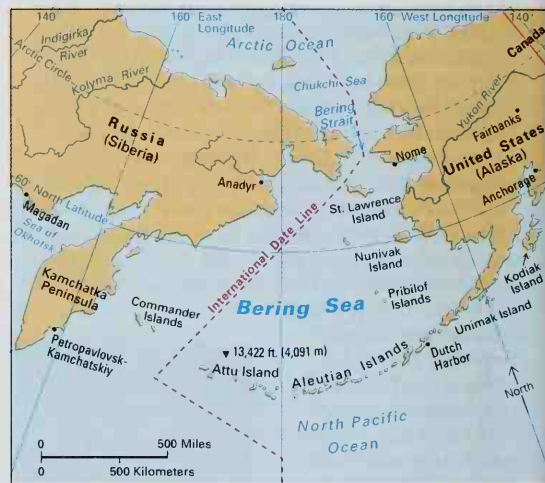 140
160
East
Longitude
180
160
West Longitude
140
Indigirka
River
Arctic Ocean
Canada
Arctic Circle
Kolyma River
Chukchi Sea
Bering
Strait
Yukon River
Fairbanks
Russia
(Siberia)
Nome
United States
(Alaska)
Anadyr
Anchorage
60° North Latitude
Magadan
Sea of
Okhotsk
St. Lawrence
Island
International Date Line
Nunivak
Island
Kodiak
Island
Kamchatka
Peninsula
Commander
Islands
Bering Sea
Pribilof
Islands
Unimak Island
Petropavlovsk-
Kamchatskiy
▼ 13,422 ft. (4,091 m)
Attu Island
Aleutian Islands
Dutch
Harbor
North
North Pacific
Ocean
0 500 Miles
0 500 Kilometers